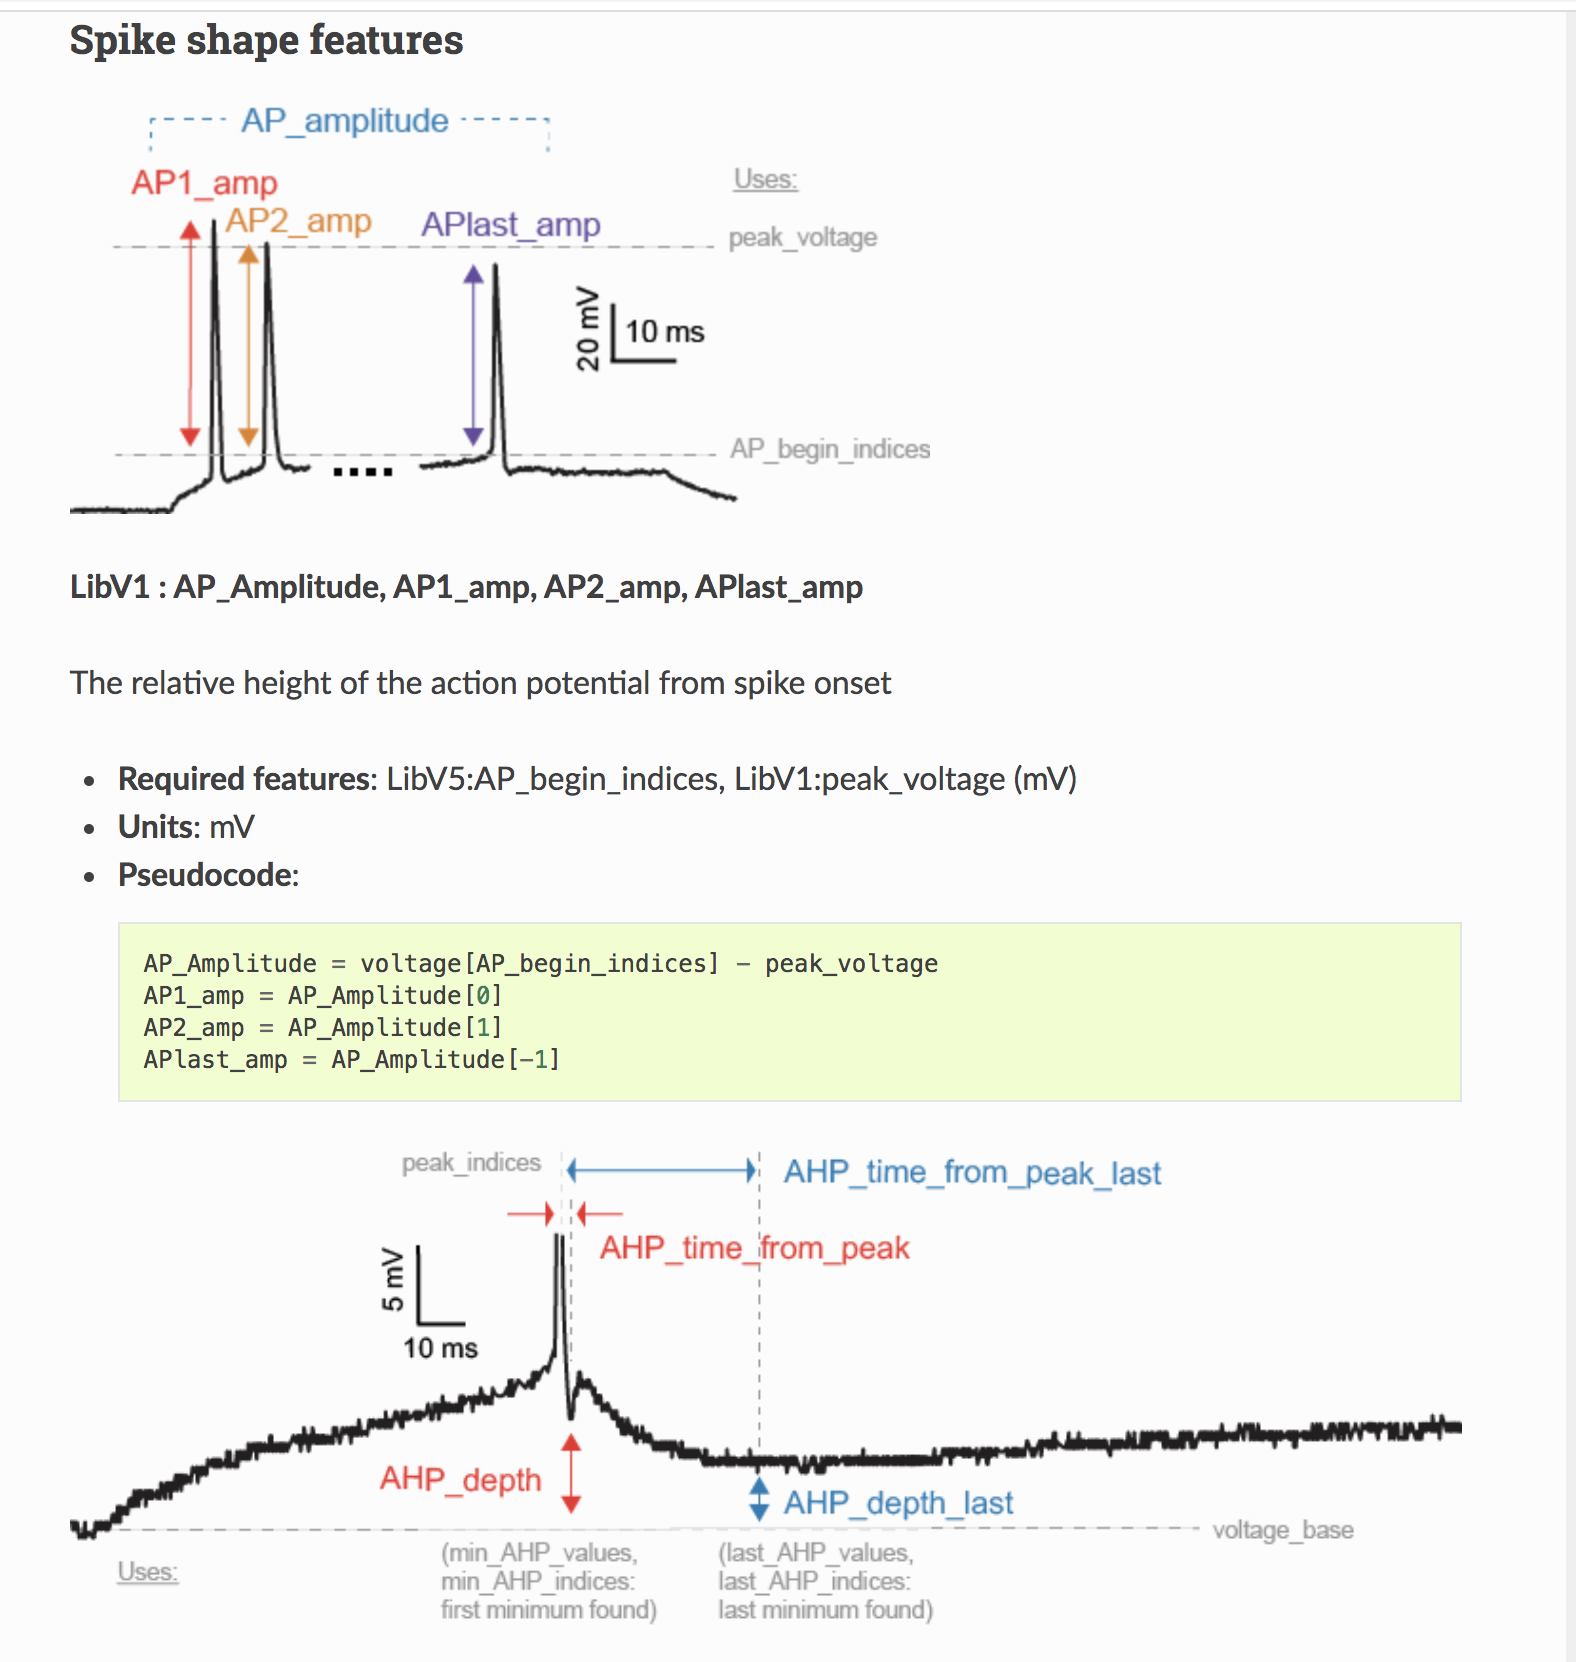 Spike shape features
AP_amplitude
AP1_amp
AP2_amp
APlast_amp
Uses:
peak_voltage
20 mV
10 ms
AP_begin_indices
LibV1 : AP_Amplitude, AP1_amp, AP2_amp, APlast_amp
The relative height of the action potential from spike onset
• Required features: LibV5:AP_begin_indices, LibV1:peak_voltage (mV)
• Units: mV
• Pseudocode:
AP_Amplitude = voltage[AP_begin_indices] - peak_voltage
AP1_amp = AP_Amplitude[0]
AP2_amp = AP_Amplitude[1]
APlast_amp = AP_Amplitude[-1]
peak_indices
AHP_time_from_peak_last
AHP_time_from_peak
5 mV
10 ms
AHP_depth
AHP_depth_last
voltage_base
Uses:
(min_AHP_values,
min_AHP_indices:
first minimum found)
(last_AHP_values,
last_AHP_indices:
last minimum found)